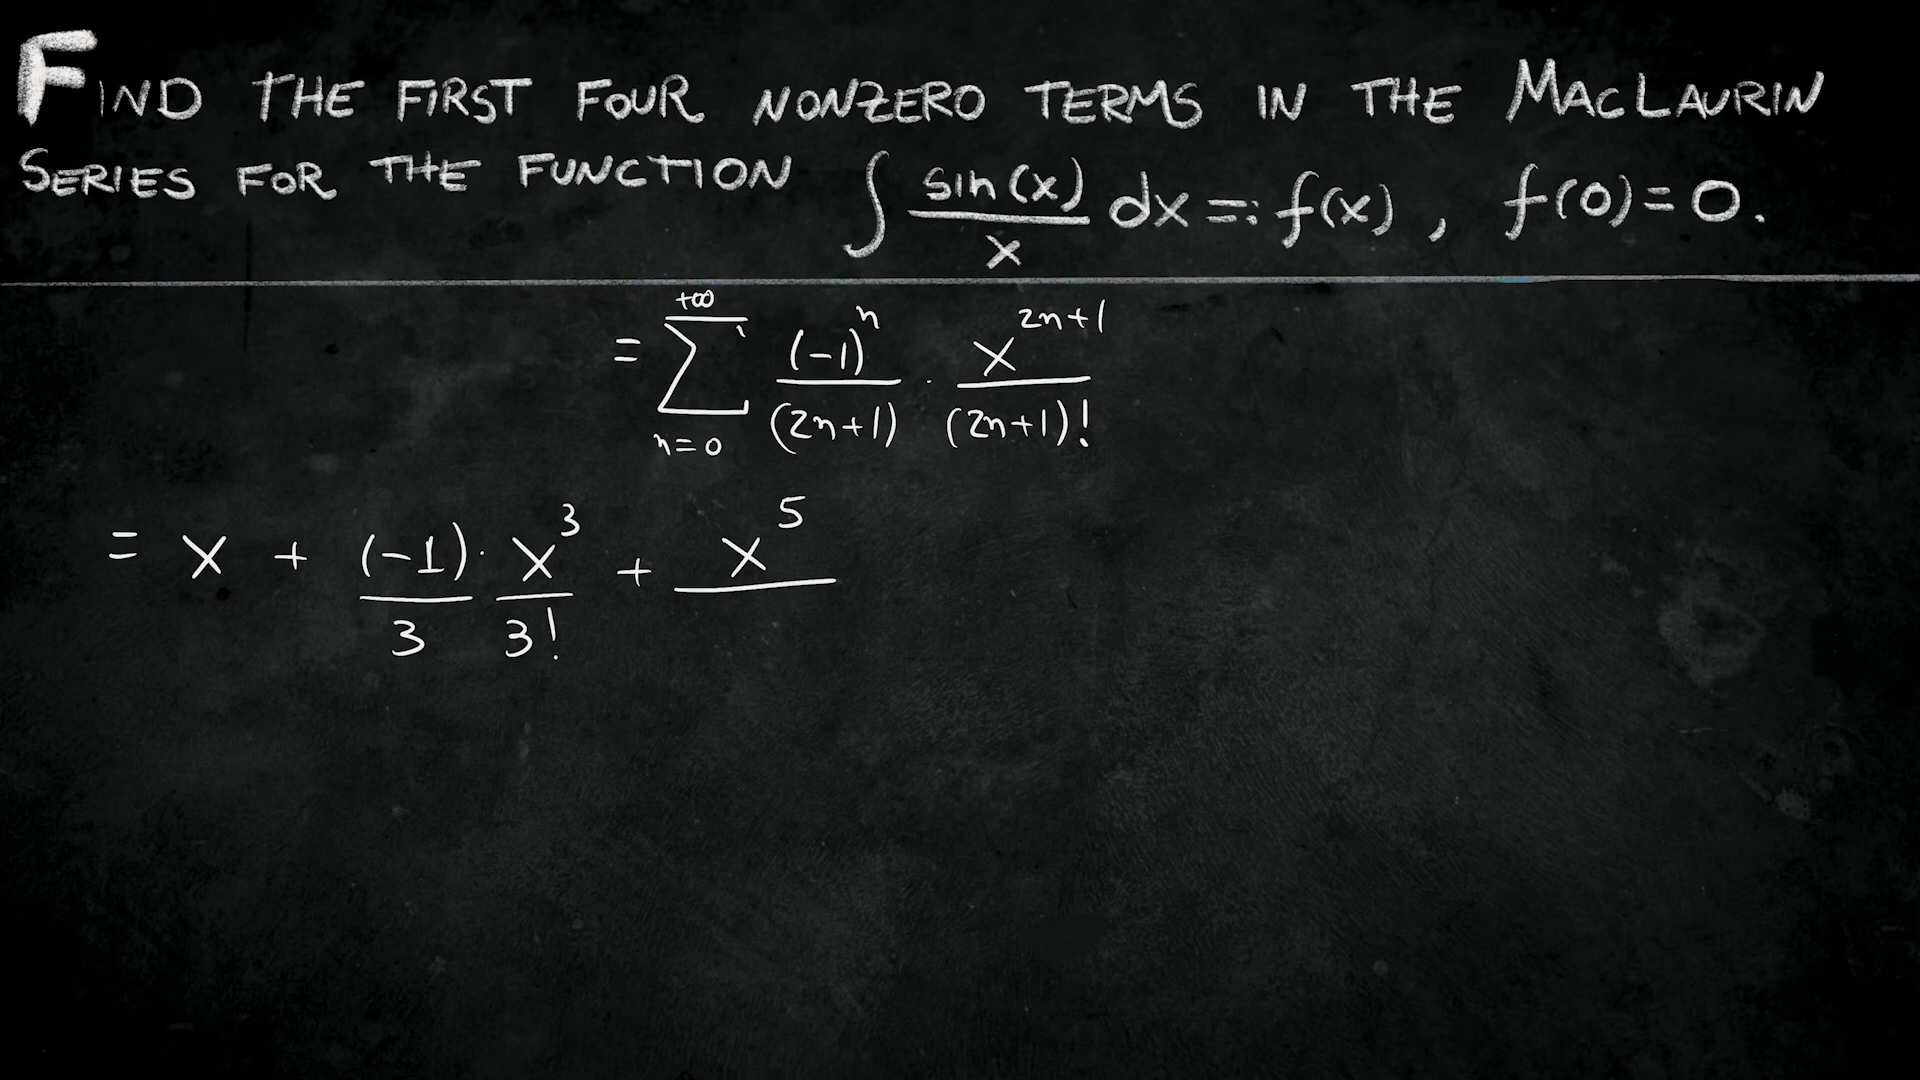 FIND THE FIRST FOUR NONZERO TERMS IN THE MACLAURIN
SERIES FOR THE FUNCTION ∫ sin(x)/x dx =: f(x) , f(0)=0.
= ∑_{n=0}^{+∞} (-1)^n/(2n+1) · x^{2n+1}/(2n+1)!
= x + (-1)/3 · x^3/3! + x^5/